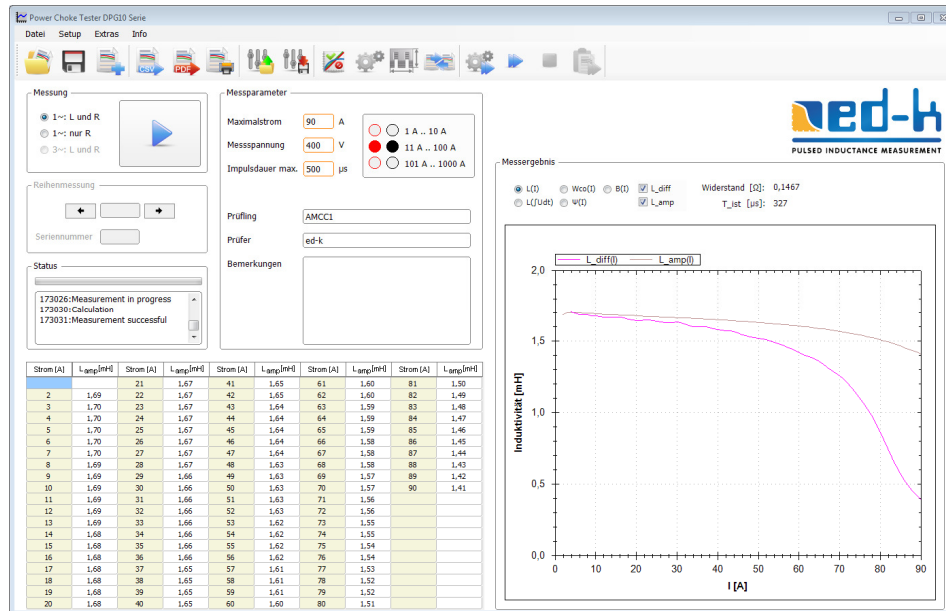 Power Choke Tester DPG10 Serie
Datei Setup Extras Info
CSV PDF
Messung
1~: L und R
1~: nur R
3~: L und R
Reihenmessung
Seriennummer
Status
173026:Measurement in progress
173030:Calculation
173031:Measurement successful
Messparameter
Maximalstrom 90 A
Messspannung 400 V
Impulsdauer max. 500 µs
1 A .. 10 A
11 A .. 100 A
101 A .. 1000 A
Prüfling AMCC1
Prüfer ed-k
Bemerkungen
ed-k
PULSED INDUCTANCE MEASUREMENT
Messergebnis
L(I) Wco(I) B(I) L_diff Widerstand [Ω]: 0,1467
L(∫Udt) Ψ(I) L_amp T_ist [µs]: 327
L_diff(I) L_amp(I)
2,0
1,5
1,0
0,5
0,0
Induktivität [mH]
0 10 20 30 40 50 60 70 80 90
I [A]
Strom [A] L_amp[mH] Strom [A] L_amp[mH] Strom [A] L_amp[mH] Strom [A] L_amp[mH] Strom [A] L_amp[mH]
21 1,67 41 1,65 61 1,60 81 1,50
2 1,69 22 1,67 42 1,65 62 1,60 82 1,49
3 1,70 23 1,67 43 1,64 63 1,59 83 1,48
4 1,70 24 1,67 44 1,64 64 1,59 84 1,47
5 1,70 25 1,67 45 1,64 65 1,59 85 1,46
6 1,70 26 1,67 46 1,64 66 1,58 86 1,45
7 1,70 27 1,67 47 1,64 67 1,58 87 1,44
8 1,69 28 1,67 48 1,63 68 1,58 88 1,43
9 1,69 29 1,66 49 1,63 69 1,57 89 1,42
10 1,69 30 1,66 50 1,63 70 1,57 90 1,41
11 1,69 31 1,66 51 1,63 71 1,56
12 1,69 32 1,66 52 1,63 72 1,56
13 1,69 33 1,66 53 1,62 73 1,55
14 1,68 34 1,66 54 1,62 74 1,55
15 1,68 35 1,66 55 1,62 75 1,54
16 1,68 36 1,66 56 1,62 76 1,54
17 1,68 37 1,65 57 1,61 77 1,53
18 1,68 38 1,65 58 1,61 78 1,52
19 1,68 39 1,65 59 1,61 79 1,52
20 1,68 40 1,65 60 1,60 80 1,51